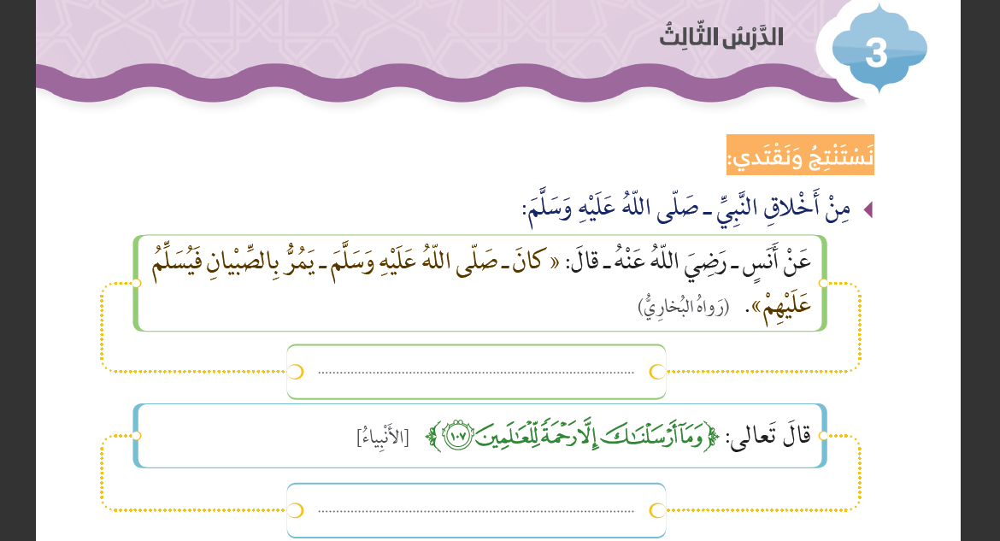 3
الدَّرْسُ الثّالِثُ
نَسْتَنْتِجُ وَنَقْتَدي:
مِنْ أَخْلاقِ النَّبِيِّ - صَلّى اللّهُ عَلَيْهِ وَسَلَّمَ:
عَنْ أَنَسٍ - رَضِيَ اللّهُ عَنْهُ - قالَ: « كانَ - صَلّى اللّهُ عَلَيْهِ وَسَلَّمَ - يَمُرُّ بِالصِّبْيانِ فَيُسَلِّمُ
عَلَيْهِمْ». (رَواهُ البُخارِيُّ)
قالَ تَعالى: ﴿وَمَآ أَرْسَلْنَـٰكَ إِلَّا رَحْمَةً لِّلْعَـٰلَمِينَ ١٠٧﴾ [الأَنْبِياءُ]